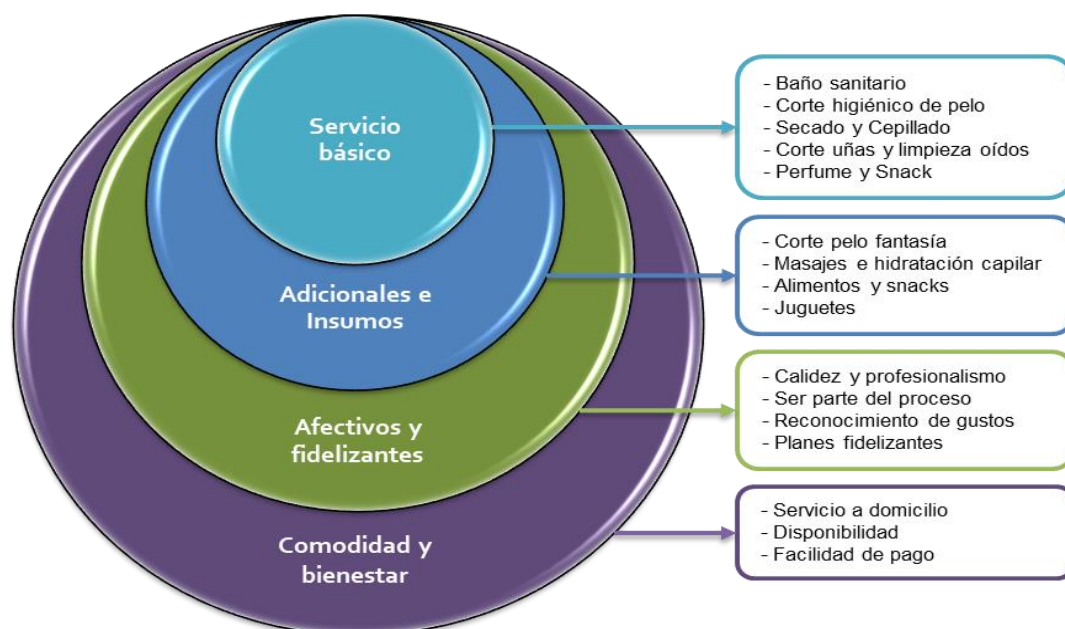 Servicio
básico
- Baño sanitario
- Corte higiénico de pelo
- Secado y Cepillado
- Corte uñas y limpieza oídos
- Perfume y Snack
Adicionales e
Insumos
- Corte pelo fantasía
- Masajes e hidratación capilar
- Alimentos y snacks
- Juguetes
Afectivos y
fidelizantes
- Calidez y profesionalismo
- Ser parte del proceso
- Reconocimiento de gustos
- Planes fidelizantes
Comodidad y
bienestar
- Servicio a domicilio
- Disponibilidad
- Facilidad de pago